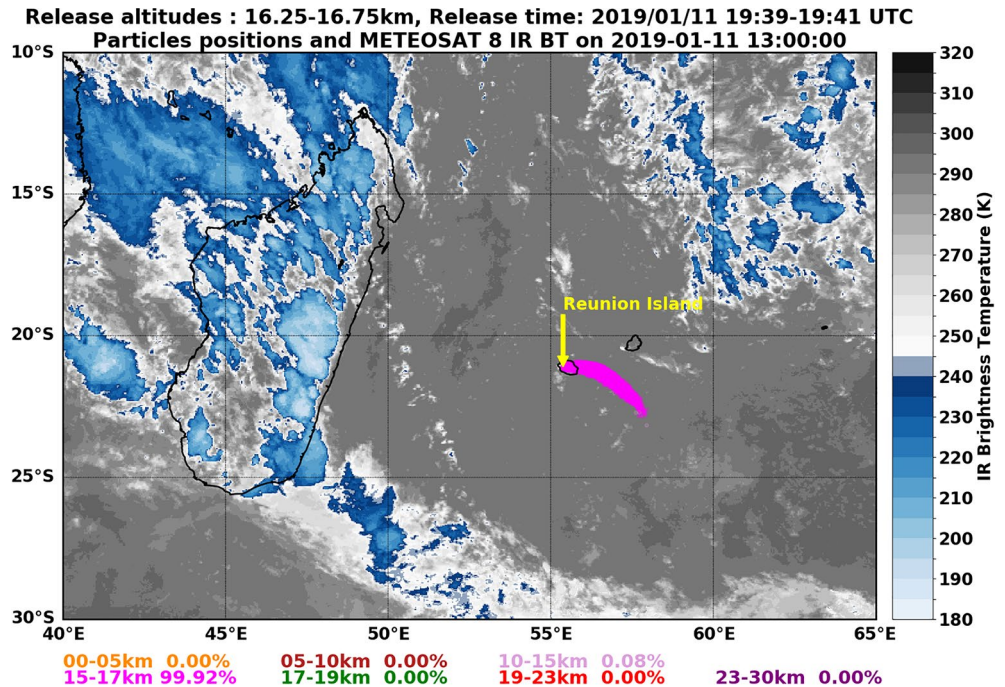 Release altitudes : 16.25-16.75km, Release time: 2019/01/11 19:39-19:41 UTC
Particles positions and METEOSAT 8 IR BT on 2019-01-11 13:00:00
10°S
15°S
20°S
25°S
30°S
40°E 45°E 50°E 55°E 60°E 65°E
Reunion Island
320
310
300
290
280
270
260
250
240
230
220
210
200
190
180
IR Brightness Temperature (K)
00-05km 0.00% 05-10km 0.00% 10-15km 0.08%
15-17km 99.92% 17-19km 0.00% 19-23km 0.00% 23-30km 0.00%